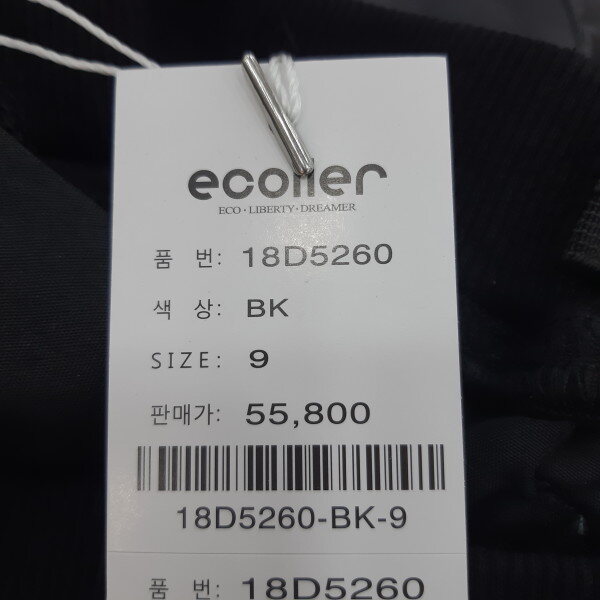 ecoller
ECO·LIBERTY·DREAMER
품 번: 18D5260
색 상: BK
SIZE: 9
판매가: 55,800
18D5260-BK-9
품 번: 18D5260